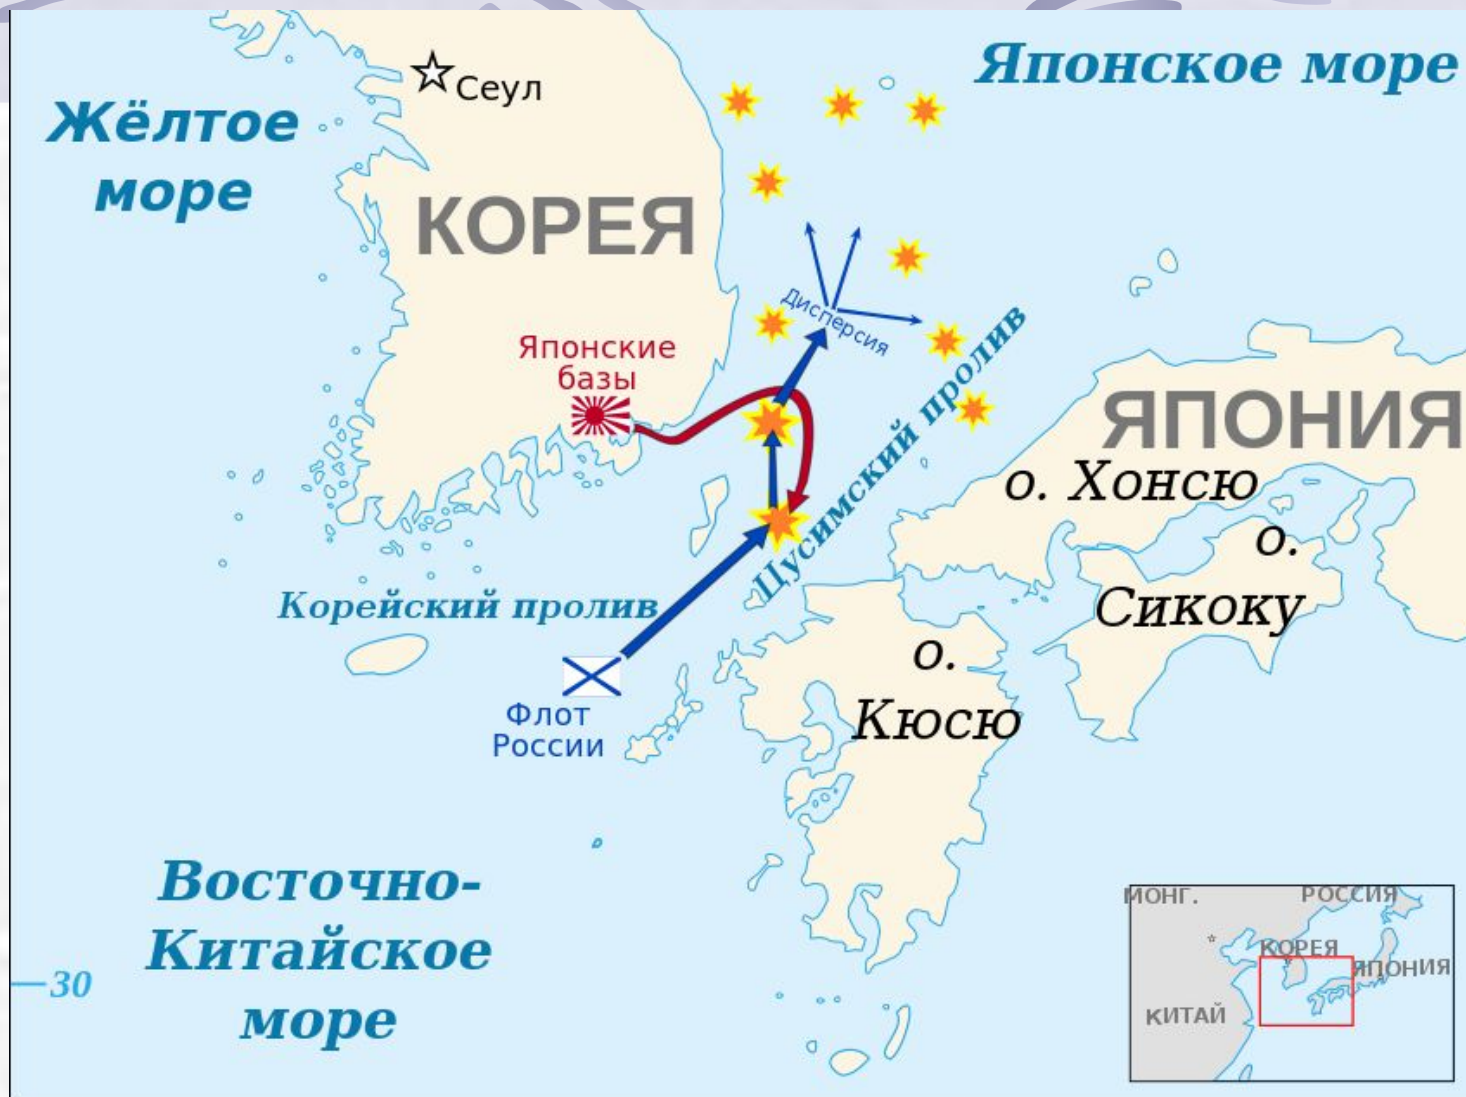 Японское море
Сеул
Жёлтое
море
КОРЕЯ
Дисперсия
Японские
базы
Цусимский пролив
ЯПОНИЯ
о. Хонсю
о.
Сикоку
Корейский пролив
о.
Кюсю
Флот
России
Восточно-
Китайское
море
30
МОНГ.
РОССИЯ
КОРЕЯ
ЯПОНИЯ
КИТАЙ